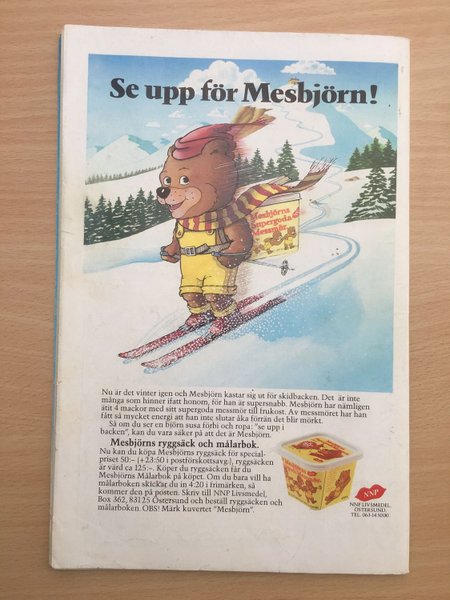 Se upp för Mesbjörn!
Mesbjörns
Supergoda
Messmör
Nu är det vinter igen och Mesbjörn kastar sig ut för skidbacken. Det är inte
många som hinner ifatt honom, för han är supersnabb. Mesbjörn har nämligen
ätit 4 mackor med sitt supergoda messmör till frukost. Av messmöret har han
fått så mycket energi att han inte slutar åka förrän det blir mörkt.
Så om du ser en björn susa förbi och ropa: "se upp i
backen", kan du vara säker på att det är Mesbjörn.
Mesbjörns ryggsäck och målarbok.
Nu kan du köpa Mesbjörns ryggsäck för special-
priset 50:– (+23:50 i postförskottsavg.), ryggsäcken
är värd ca 125:–. Köper du ryggsäcken får du
Mesbjörns Målarbok på köpet. Om du bara vill ha
målarboken skickar du in 4:20 i frimärken, så
kommer den på posten. Skriv till NNP Livsmedel,
Box 362, 831 25 Östersund och beställ ryggsäcken och
målarboken. OBS! Märk kuvertet "Mesbjörn".
NNP
NNP LIVSMEDEL,
ÖSTERSUND.